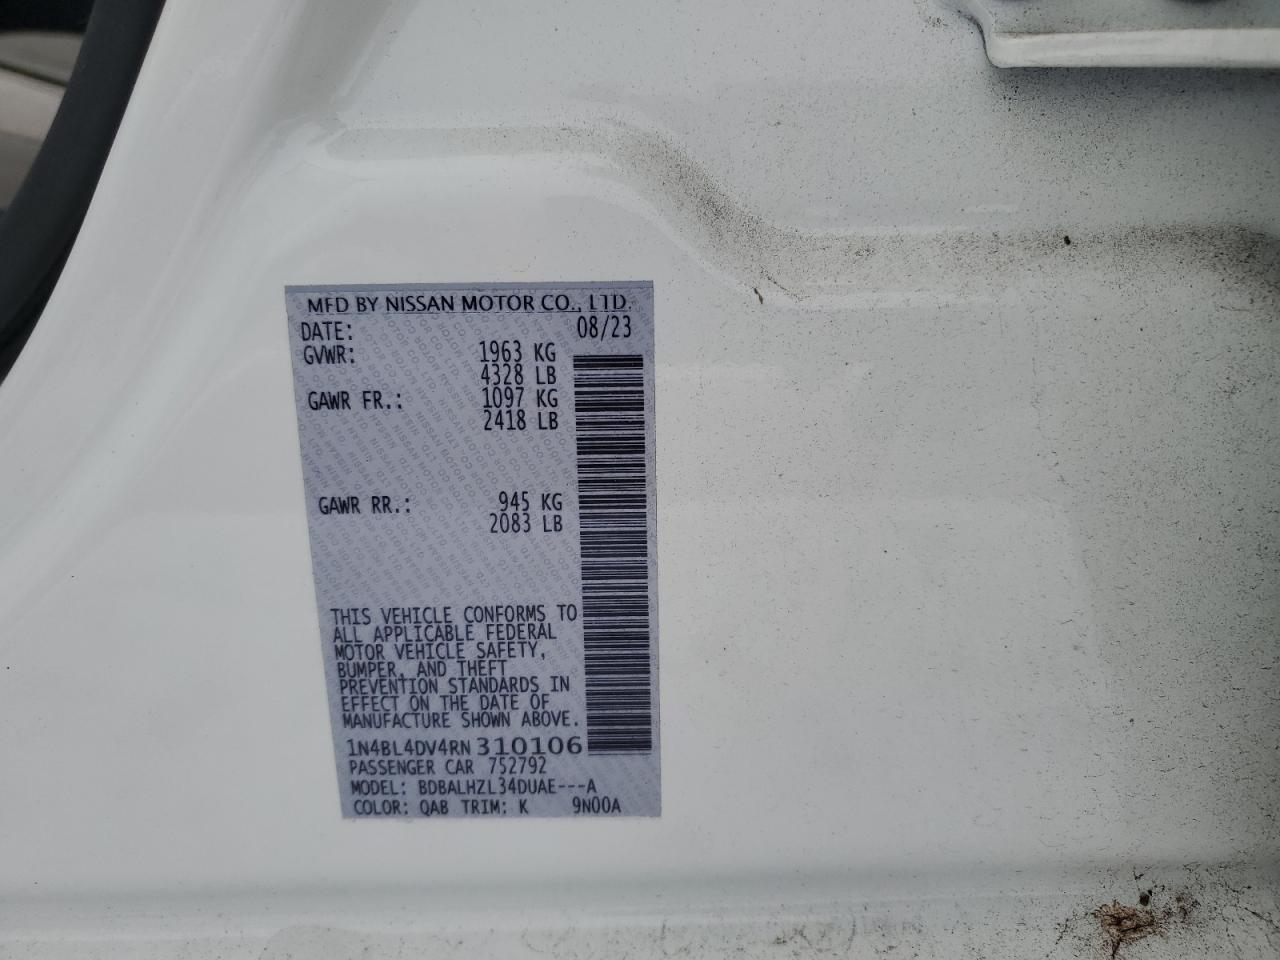 MFD BY NISSAN MOTOR CO., LTD.
DATE: 08/23
GVWR: 1963 KG
4328 LB
GAWR FR.: 1097 KG
2418 LB
GAWR RR.: 945 KG
2083 LB
THIS VEHICLE CONFORMS TO
ALL APPLICABLE FEDERAL
MOTOR VEHICLE SAFETY,
BUMPER, AND THEFT
PREVENTION STANDARDS IN
EFFECT ON THE DATE OF
MANUFACTURE SHOWN ABOVE.
1N4BL4DV4RN310106
PASSENGER CAR 752792
MODEL: BDBALHZL34DUAE---A
COLOR: QAB TRIM: K 9N00A